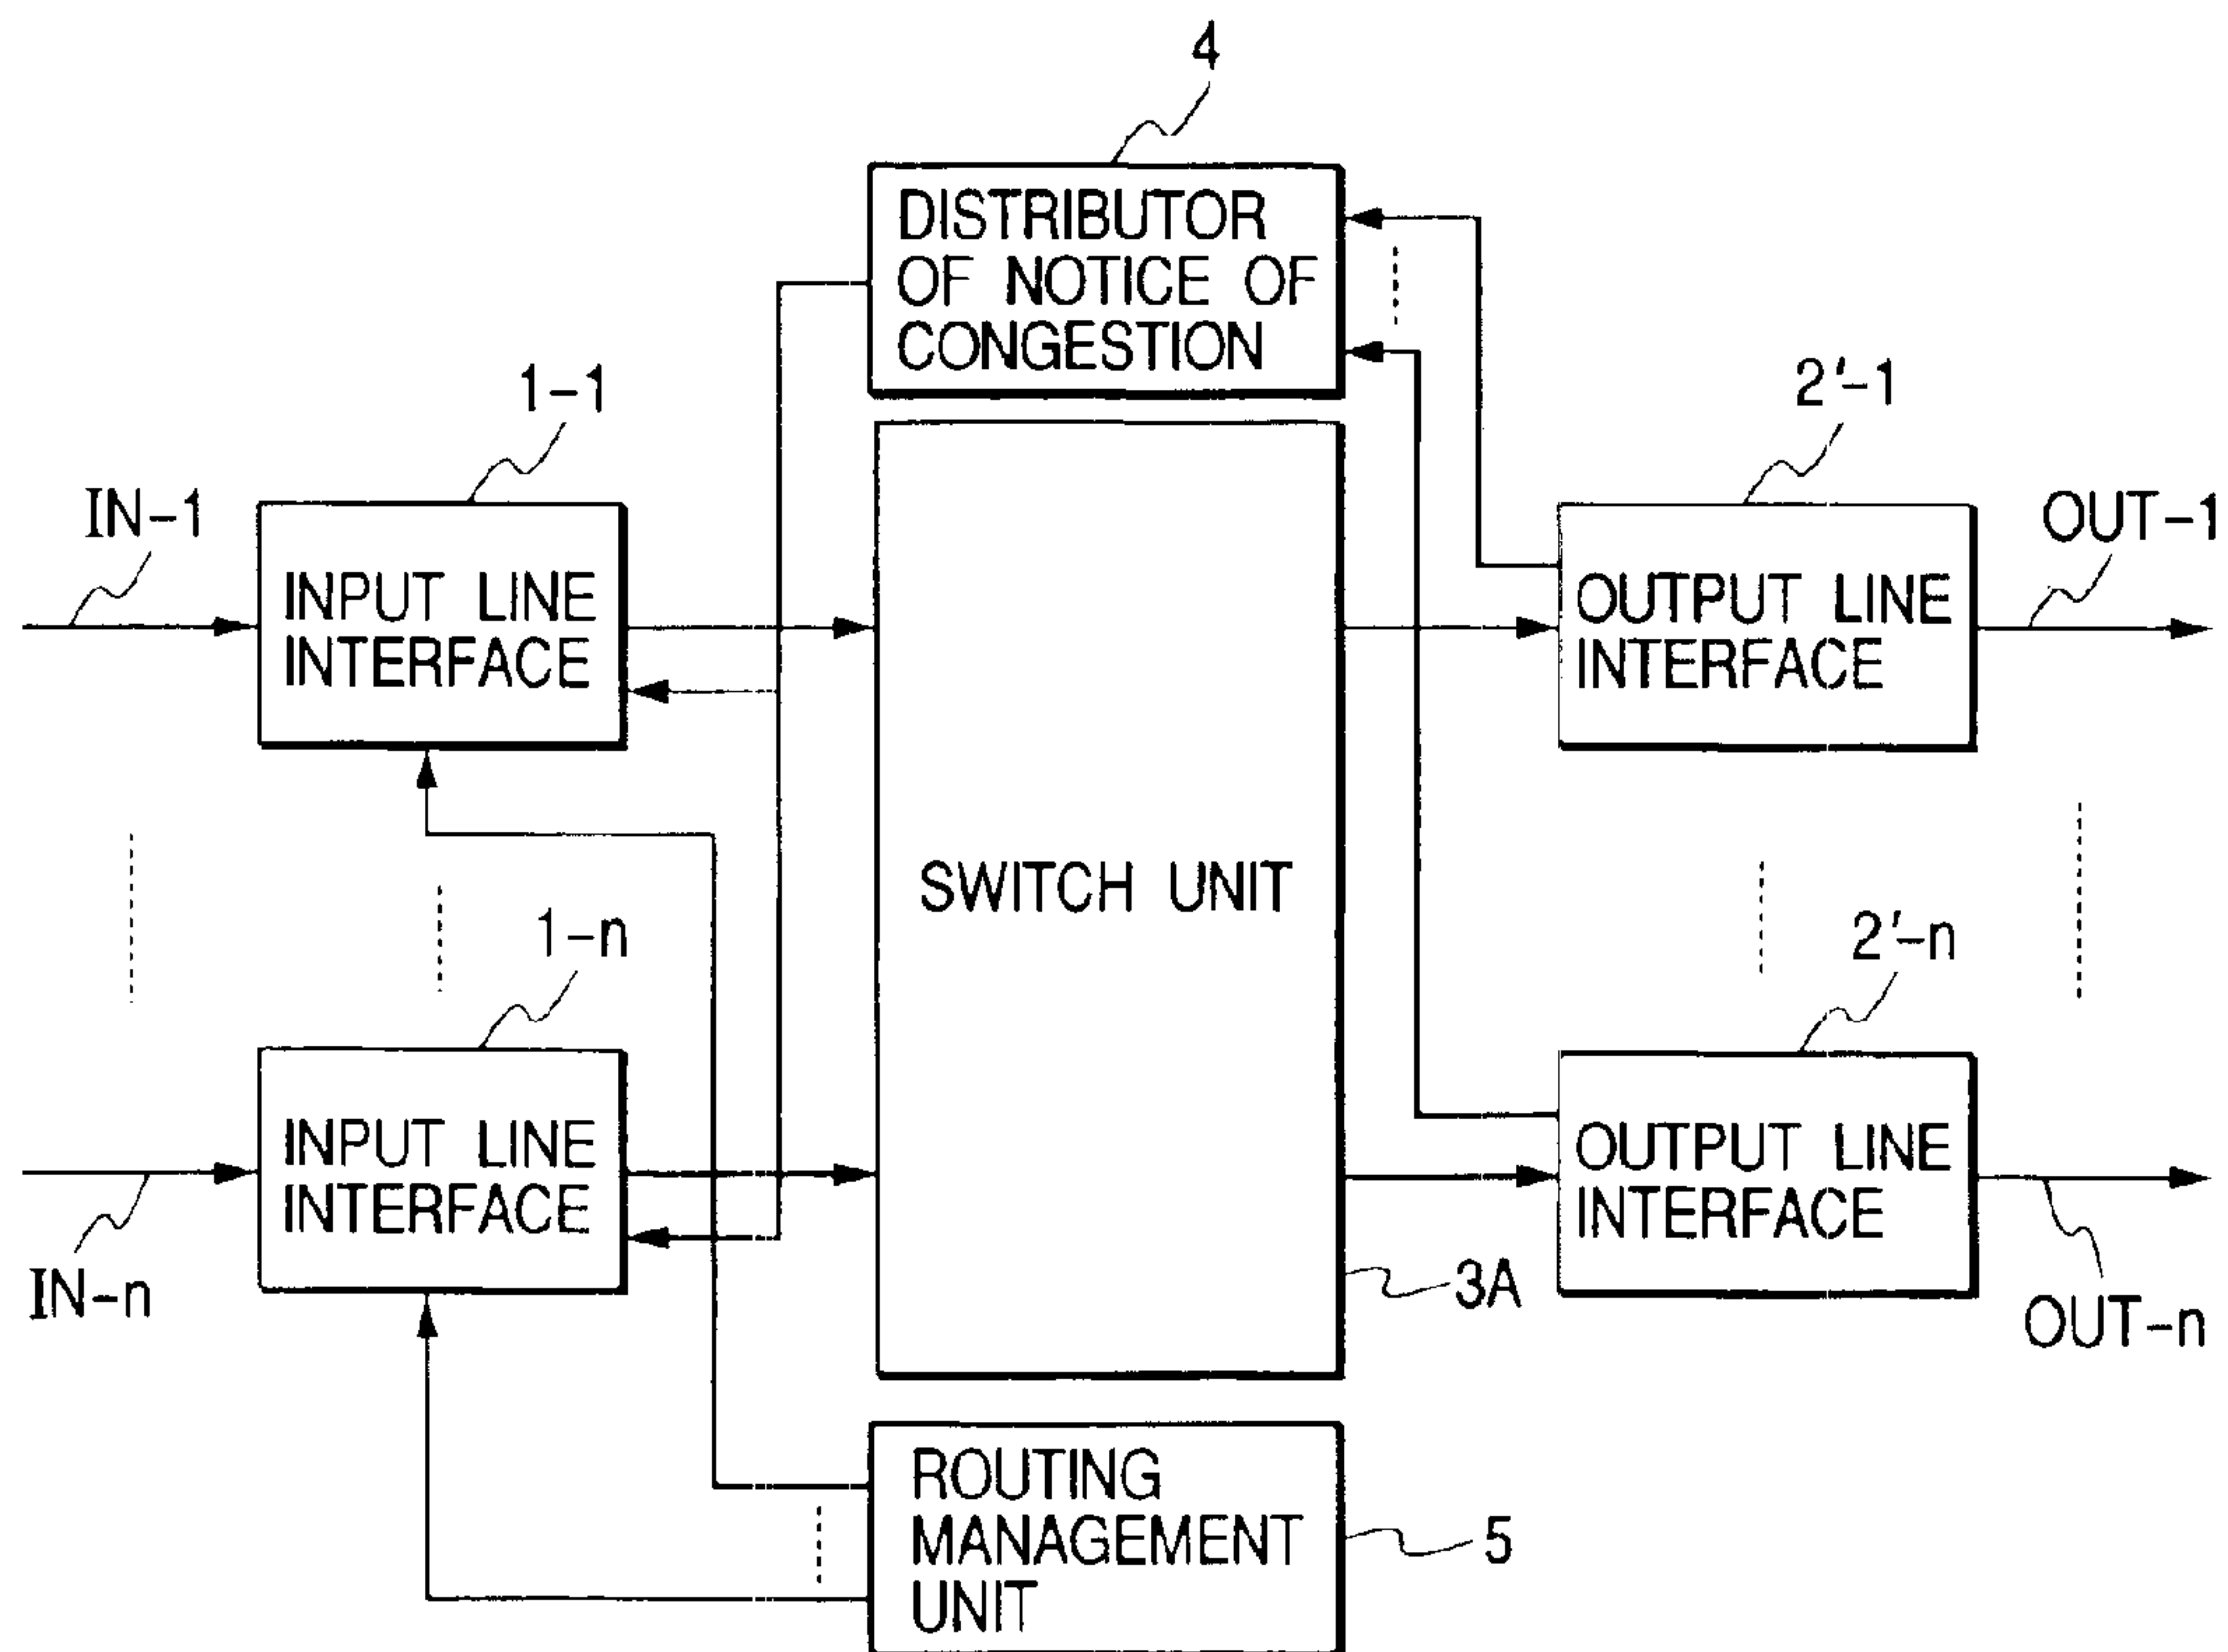 4
DISTRIBUTOR
OF NOTICE OF
CONGESTION
1-1
2'-1
IN-1
OUT-1
INPUT LINE
INTERFACE
OUTPUT LINE
INTERFACE
SWITCH UNIT
1-n
2'-n
INPUT LINE
INTERFACE
OUTPUT LINE
INTERFACE
IN-n
3A
OUT-n
ROUTING
MANAGEMENT
UNIT
5